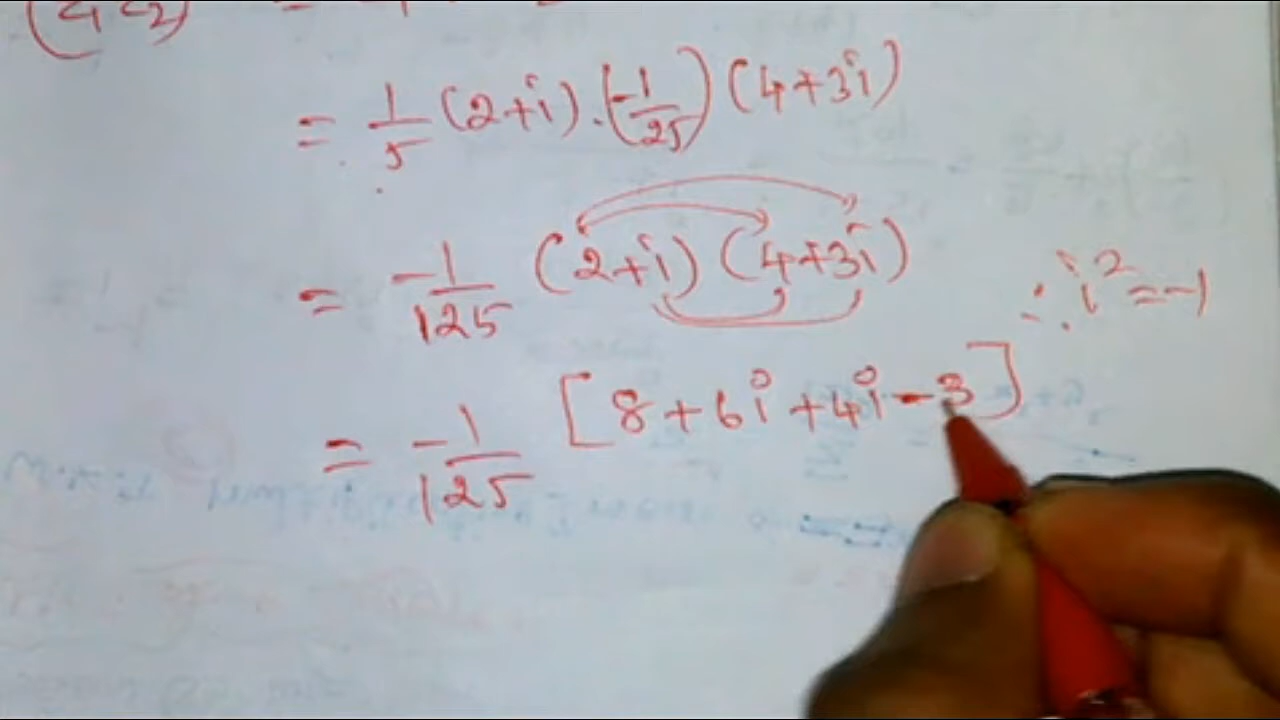 (z₁z₂)
= 1/5 (2+i) . (-1/25) (4+3i)
= -1/125 (2+i) (4+3i)
∴ i² = -1
= -1/125 [8+6i+4i-3]